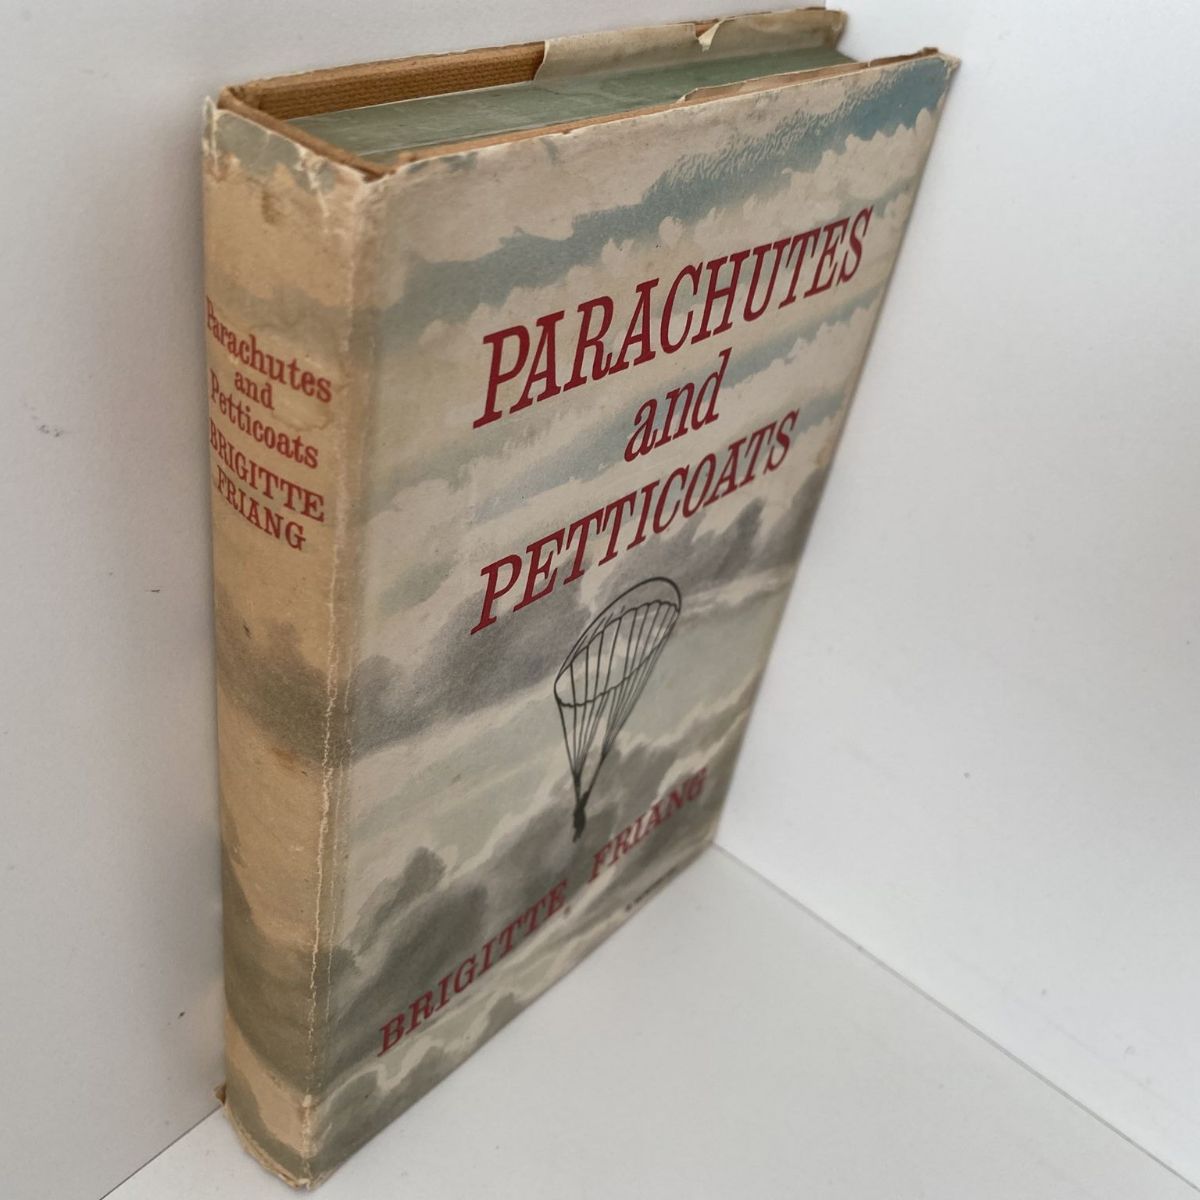 Parachutes
and
Petticoats
BRIGITTE
FRIANG
PARACHUTES
and
PETTICOATS
BRIGITTE FRIANG